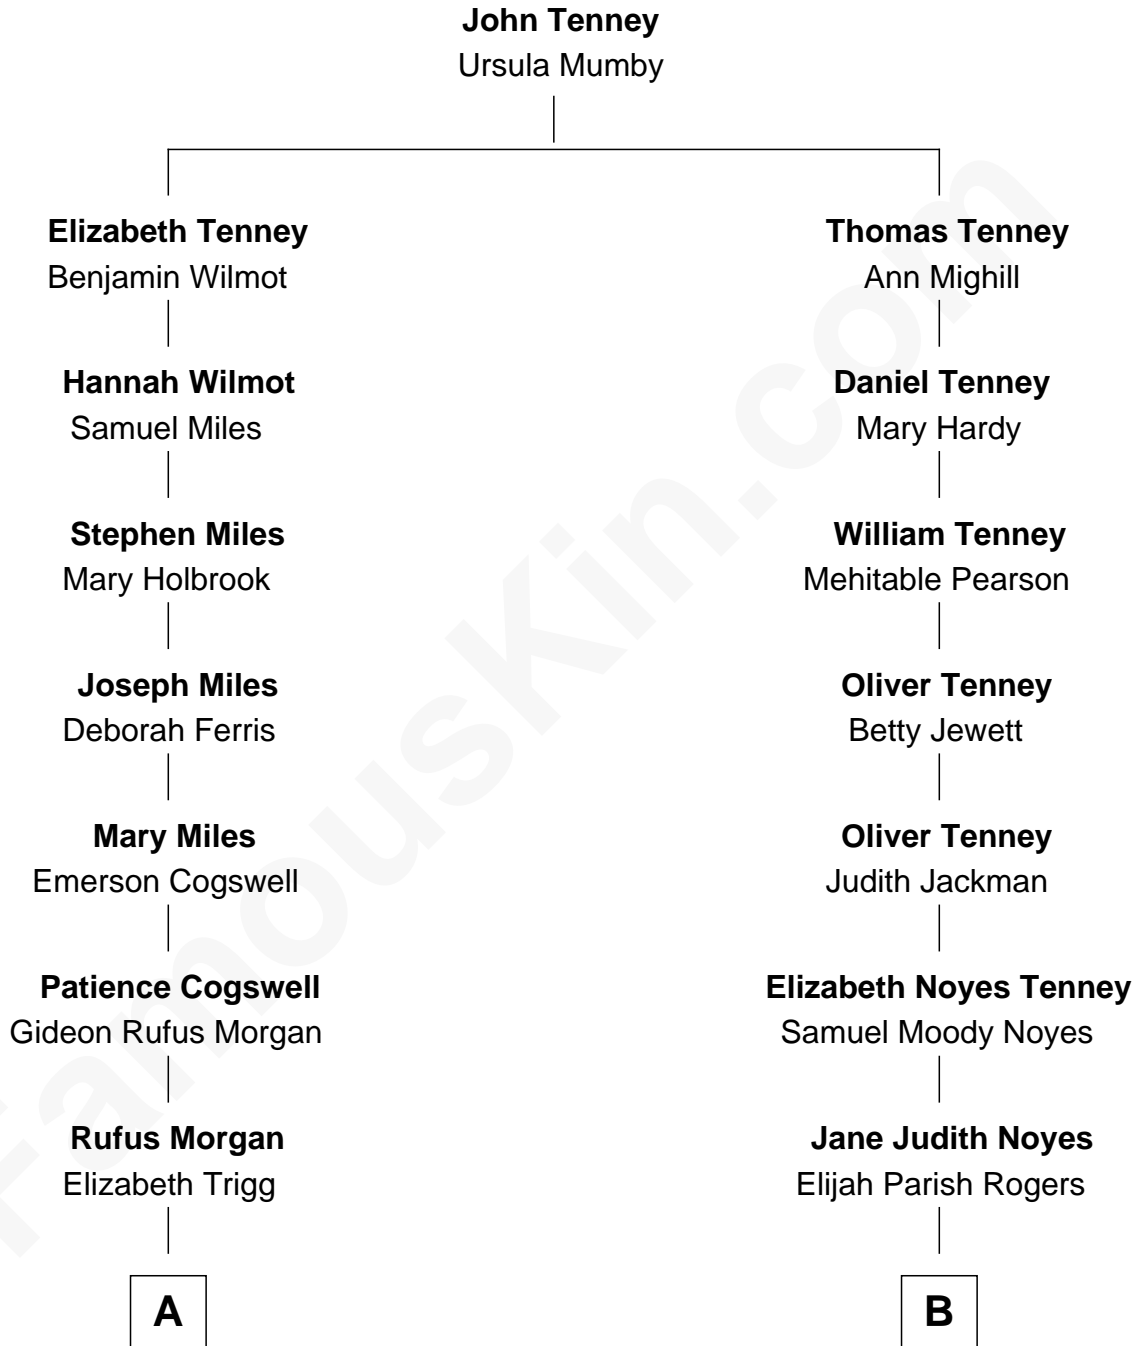 John Tenney
Ursula Mumby
Elizabeth Tenney
Benjamin Wilmot
Thomas Tenney
Ann Mighill
Hannah Wilmot
Samuel Miles
Daniel Tenney
Mary Hardy
Stephen Miles
Mary Holbrook
William Tenney
Mehitable Pearson
Joseph Miles
Deborah Ferris
Oliver Tenney
Betty Jewett
Mary Miles
Emerson Cogswell
Oliver Tenney
Judith Jackman
Patience Cogswell
Gideon Rufus Morgan
Elizabeth Noyes Tenney
Samuel Moody Noyes
Rufus Morgan
Elizabeth Trigg
Jane Judith Noyes
Elijah Parish Rogers
A
B
FamousKin.com